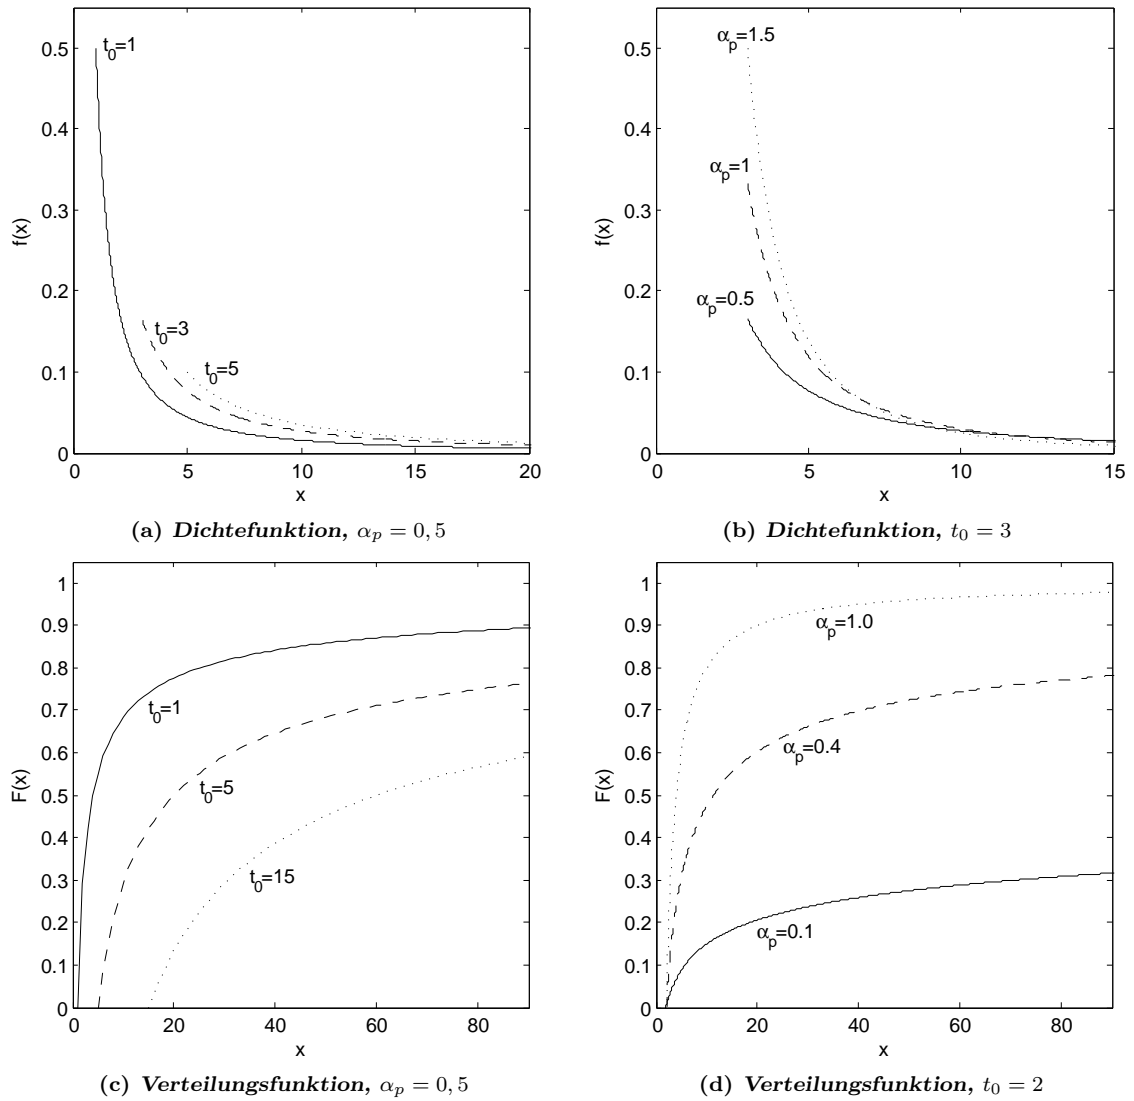 0.5
0.4
0.3
0.2
0.1
0
f(x)
t0=1
t0=3
t0=5
0 5 10 15 20
x
(a) Dichtefunktion, αp = 0,5
0.5
0.4
0.3
0.2
0.1
0
f(x)
αp=1.5
αp=1
αp=0.5
0 5 10 15
x
(b) Dichtefunktion, t0 = 3
1
0.9
0.8
0.7
0.6
0.5
0.4
0.3
0.2
0.1
0
F(x)
t0=1
t0=5
t0=15
0 20 40 60 80
x
(c) Verteilungsfunktion, αp = 0,5
1
0.9
0.8
0.7
0.6
0.5
0.4
0.3
0.2
0.1
0
F(x)
αp=1.0
αp=0.4
αp=0.1
0 20 40 60 80
x
(d) Verteilungsfunktion, t0 = 2